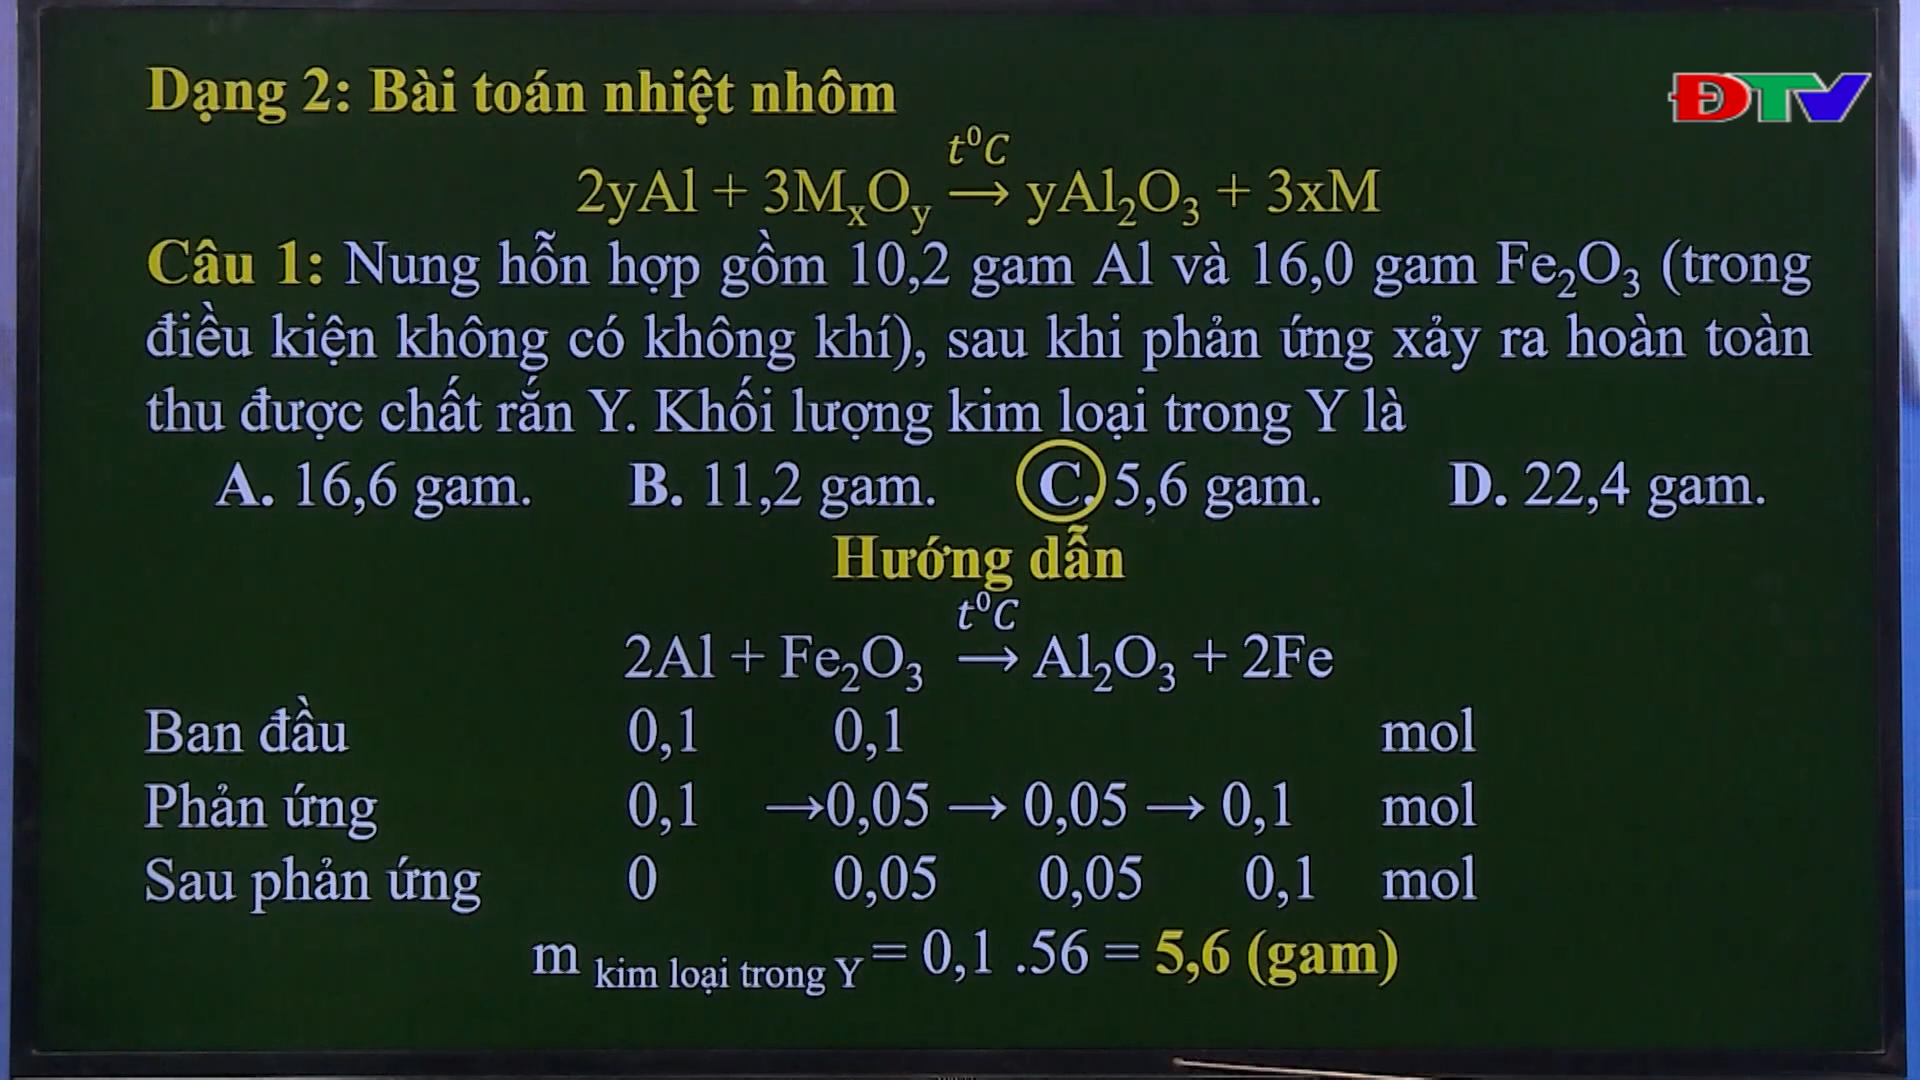 Dạng 2: Bài toán nhiệt nhôm
ĐTV
t⁰C
2yAl + 3MₓOᵧ → yAl₂O₃ + 3xM
Câu 1: Nung hỗn hợp gồm 10,2 gam Al và 16,0 gam Fe₂O₃ (trong
điều kiện không có không khí), sau khi phản ứng xảy ra hoàn toàn
thu được chất rắn Y. Khối lượng kim loại trong Y là
A. 16,6 gam. B. 11,2 gam. C. 5,6 gam. D. 22,4 gam.
Hướng dẫn
t⁰C
2Al + Fe₂O₃ → Al₂O₃ + 2Fe
Ban đầu 0,1 0,1 mol
Phản ứng 0,1 →0,05 → 0,05 → 0,1 mol
Sau phản ứng 0 0,05 0,05 0,1 mol
m kim loại trong Y = 0,1 .56 = 5,6 (gam)